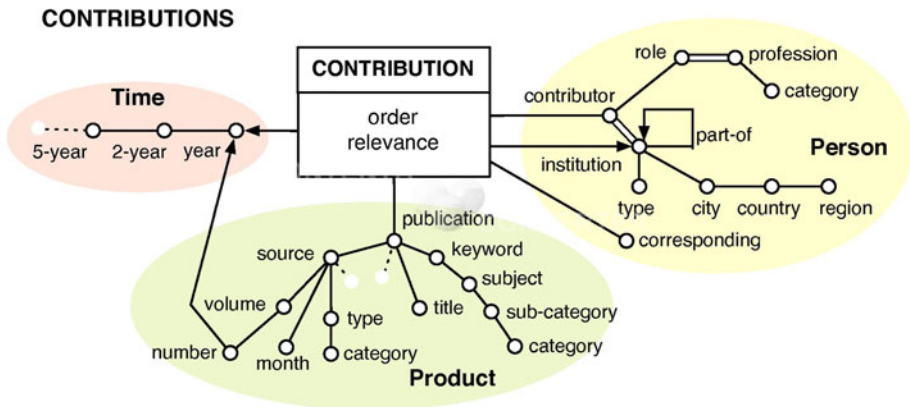 CONTRIBUTIONS
CONTRIBUTION
order
relevance
Time
5-year
2-year
year
role
profession
category
contributor
part-of
institution
Person
type
city
country
region
corresponding
publication
source
keyword
subject
sub-category
category
title
volume
type
number
month
category
Product